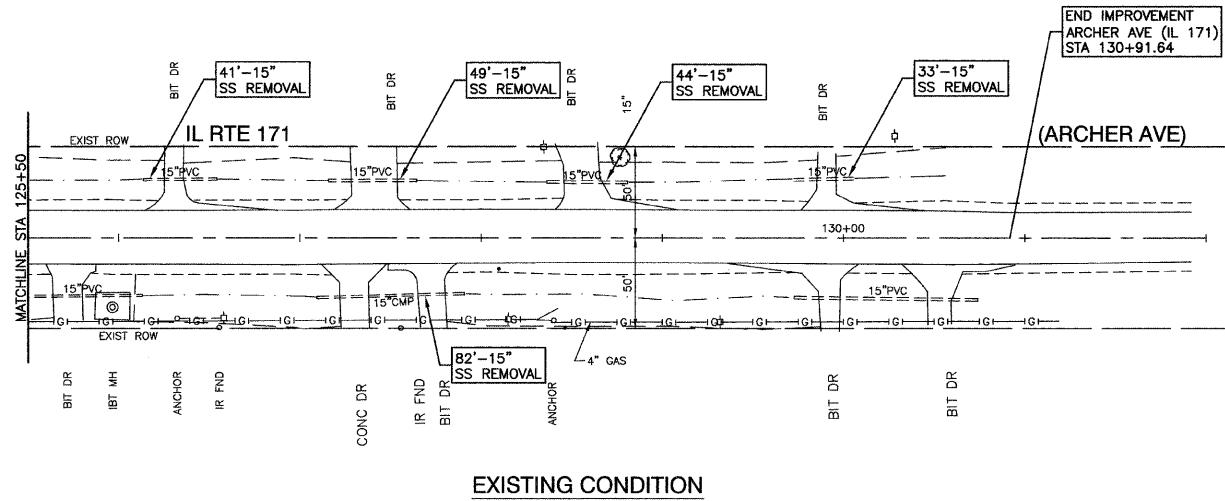 END IMPROVEMENT
ARCHER AVE (IL 171)
STA 130+91.64
41'-15"
SS REMOVAL
49'-15"
SS REMOVAL
44'-15"
SS REMOVAL
33'-15"
SS REMOVAL
BIT DR
BIT DR
BIT DR
15"
BIT DR
EXIST ROW
IL RTE 171
(ARCHER AVE)
15"PVC
15"PVC
15"PVC
15"PVC
50'
MATCHLINE STA 125+50
130+00
50'
15"PVC
15"CMP
15"PVC
G G G G G G G G G G G G G G G G G G G G G
EXIST ROW
4" GAS
82'-15"
SS REMOVAL
BIT DR
IBT MH
ANCHOR
IR FND
CONC DR
IR FND
BIT DR
ANCHOR
BIT DR
BIT DR
EXISTING CONDITION